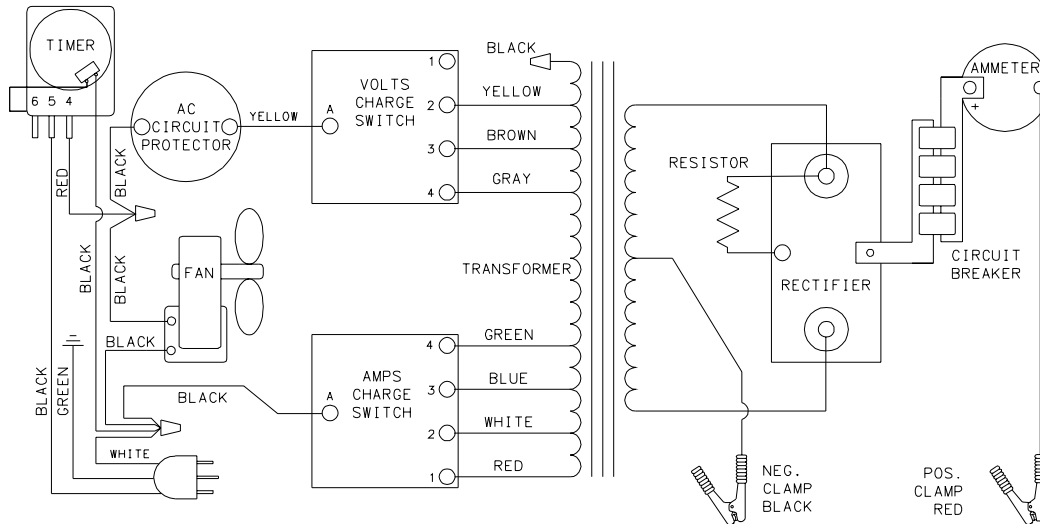 TIMER
6 5 4
AC
CIRCUIT
PROTECTOR
YELLOW
A
VOLTS
CHARGE
SWITCH
1
2
3
4
BLACK
YELLOW
BROWN
GRAY
AMMETER
+
RESISTOR
CIRCUIT
BREAKER
RECTIFIER
TRANSFORMER
RED
BLACK
BLACK
BLACK
FAN
BLACK
BLACK
GREEN
BLACK
WHITE
A
AMPS
CHARGE
SWITCH
4
3
2
1
GREEN
BLUE
WHITE
RED
NEG.
CLAMP
BLACK
POS.
CLAMP
RED